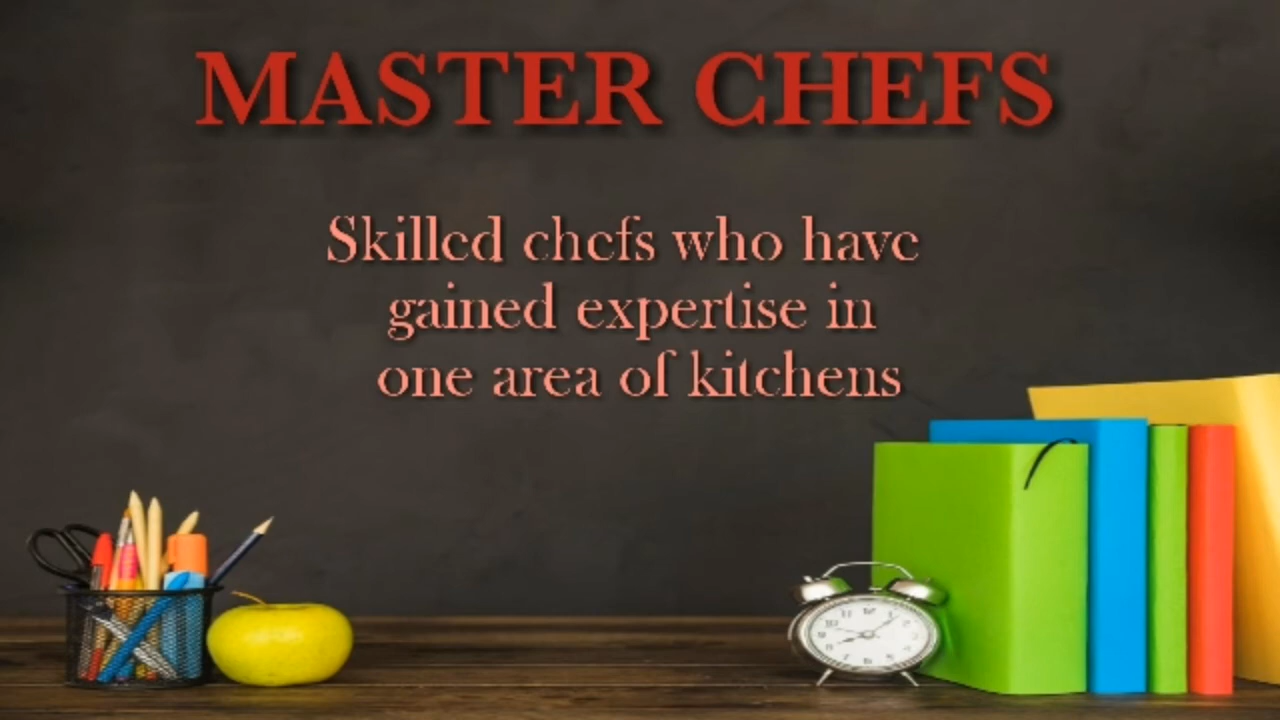 MASTER CHEFS
Skilled chefs who have
gained expertise in
one area of kitchens